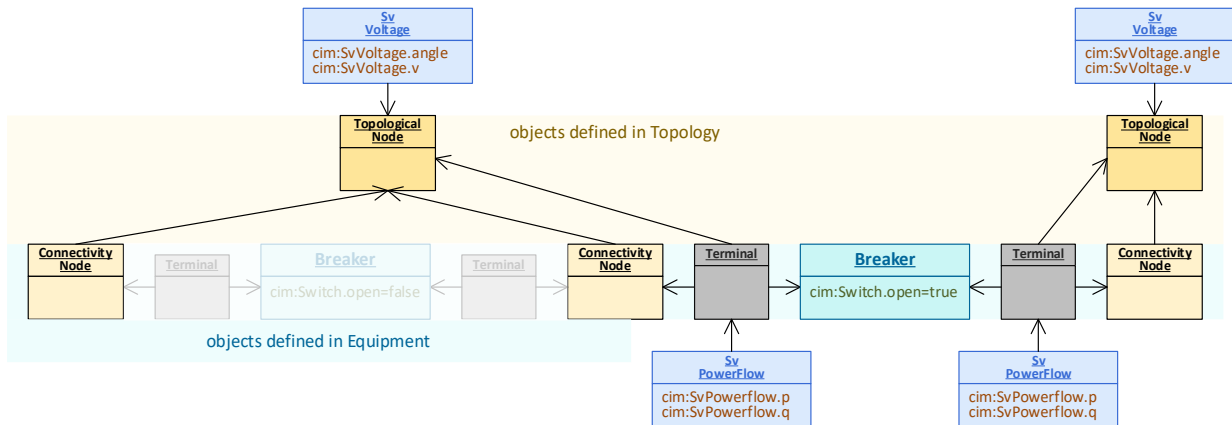 Sv
Voltage
cim:SvVoltage.angle
cim:SvVoltage.v
Sv
Voltage
cim:SvVoltage.angle
cim:SvVoltage.v
Topological
Node
objects defined in Topology
Topological
Node
Connectivity
Node
Terminal
Breaker
cim:Switch.open=false
Terminal
Connectivity
Node
Terminal
Breaker
cim:Switch.open=true
Terminal
Connectivity
Node
objects defined in Equipment
Sv
PowerFlow
cim:SvPowerflow.p
cim:SvPowerflow.q
Sv
PowerFlow
cim:SvPowerflow.p
cim:SvPowerflow.q